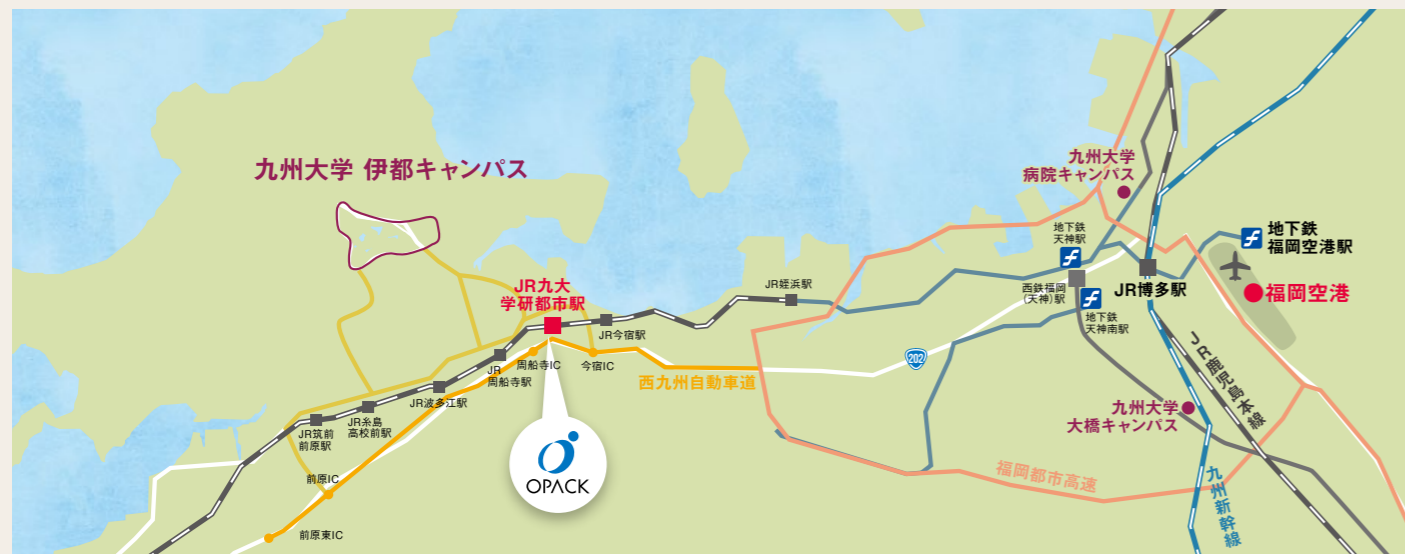 九州大学 伊都キャンパス
九州大学
病院キャンパス
地下鉄
天神駅
地下鉄
福岡空港駅
福岡空港
JR博多駅
西鉄福岡
(天神)駅
地下鉄
天神南駅
JR姪浜駅
JR九大
学研都市駅
JR今宿駅
202
JR
周船寺駅
周船寺IC
今宿IC
西九州自動車道
JR鹿児島本線
JR波多江駅
九州大学
大橋キャンパス
JR糸島
高校前駅
JR筑前
前原駅
OPACK
福岡都市高速
九州新幹線
前原IC
前原東IC